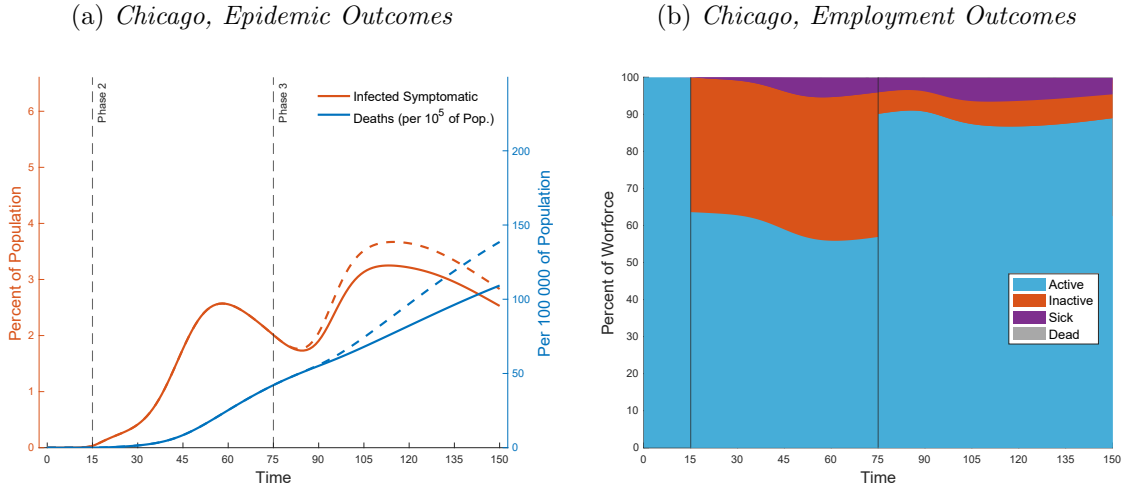 (a) Chicago, Epidemic Outcomes
Phase 2
Phase 3
Infected Symptomatic
Deaths (per 10⁵ of Pop.)
Percent of Population
6
5
4
3
2
1
0
Per 100 000 of Population
200
150
100
50
0
0 15 30 45 60 75 90 105 120 135 150
Time
(b) Chicago, Employment Outcomes
Percent of Worforce
100
90
80
70
60
50
40
30
20
10
0
Active
Inactive
Sick
Dead
0 15 30 45 60 75 90 105 120 135 150
Time